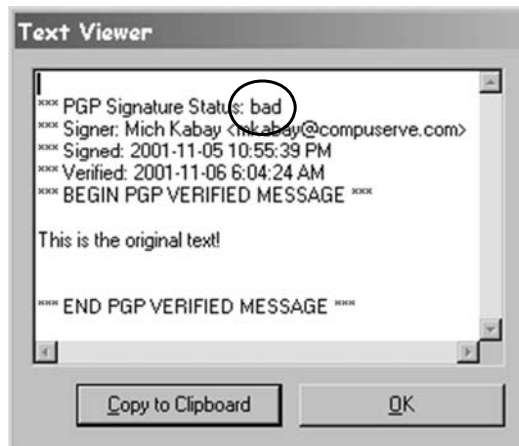 Text Viewer
*** PGP Signature Status: bad
*** Signer: Mich Kabay <mkabay@compuserve.com>
*** Signed: 2001-11-05 10:55:39 PM
*** Verified: 2001-11-06 6:04:24 AM
*** BEGIN PGP VERIFIED MESSAGE ***
This is the original text!
*** END PGP VERIFIED MESSAGE ***
Copy to Clipboard
OK